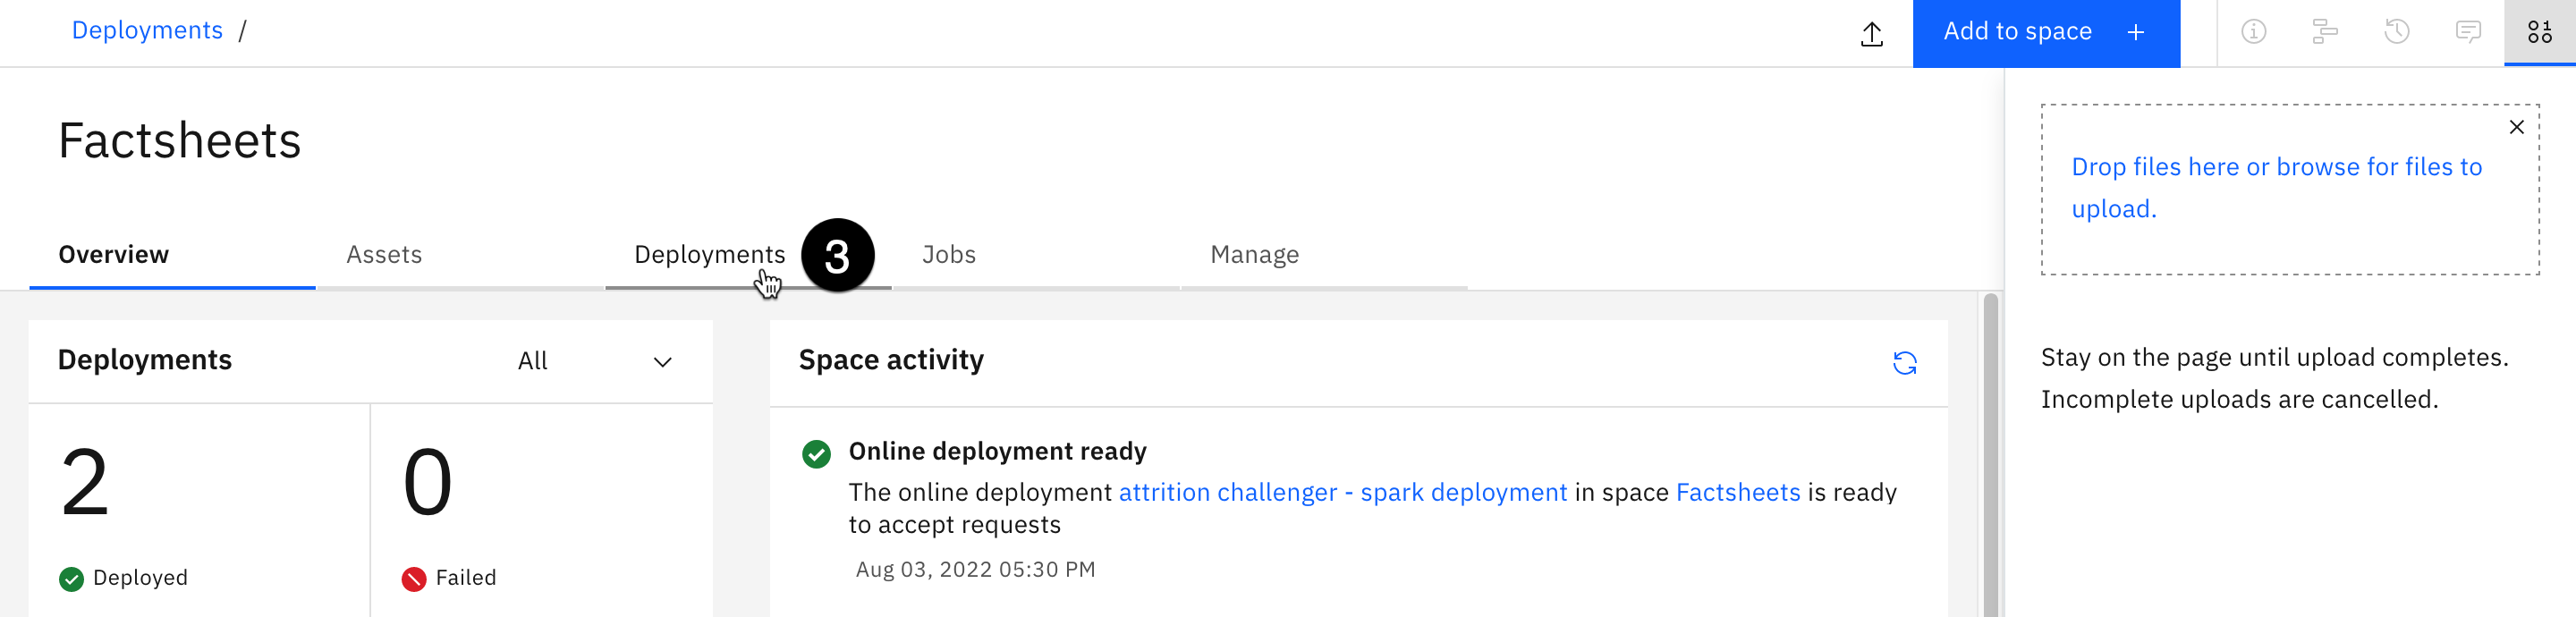 Deployments /
Add to space +
Factsheets
Overview
Assets
Deployments
3
Jobs
Manage
Drop files here or browse for files to
upload.
Stay on the page until upload completes.
Incomplete uploads are cancelled.
Deployments
All
2
Deployed
0
Failed
Space activity
Online deployment ready
The online deployment attrition challenger - spark deployment in space Factsheets is ready
to accept requests
Aug 03, 2022 05:30 PM